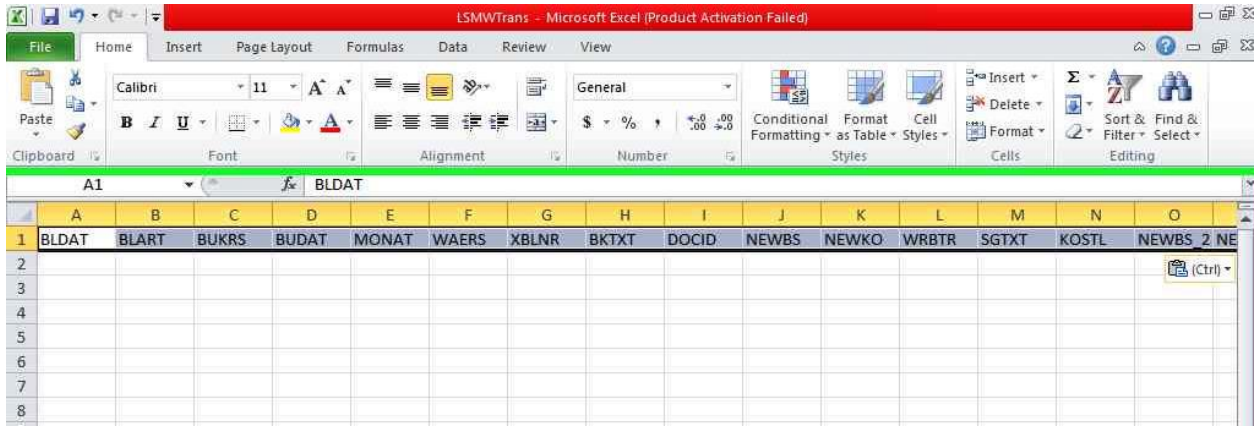 LSMWTrans - Microsoft Excel (Product Activation Failed)
File Home Insert Page Layout Formulas Data Review View
Paste
Clipboard
Calibri 11 A A
B I U A
Font
Alignment
General
$ % , .00 .00
Number
Conditional Formatting
Format as Table
Cell Styles
Styles
Insert
Delete
Format
Cells
Σ
Sort & Filter
Find & Select
Editing
A1 fx BLDAT
A B C D E F G H I J K L M N O
1 BLDAT BLART BUKRS BUDAT MONAT WAERS XBLNR BKTXT DOCID NEWBS NEWKO WRBTR SGTXT KOSTL NEWBS_2 NE
2 (Ctrl)
3
4
5
6
7
8